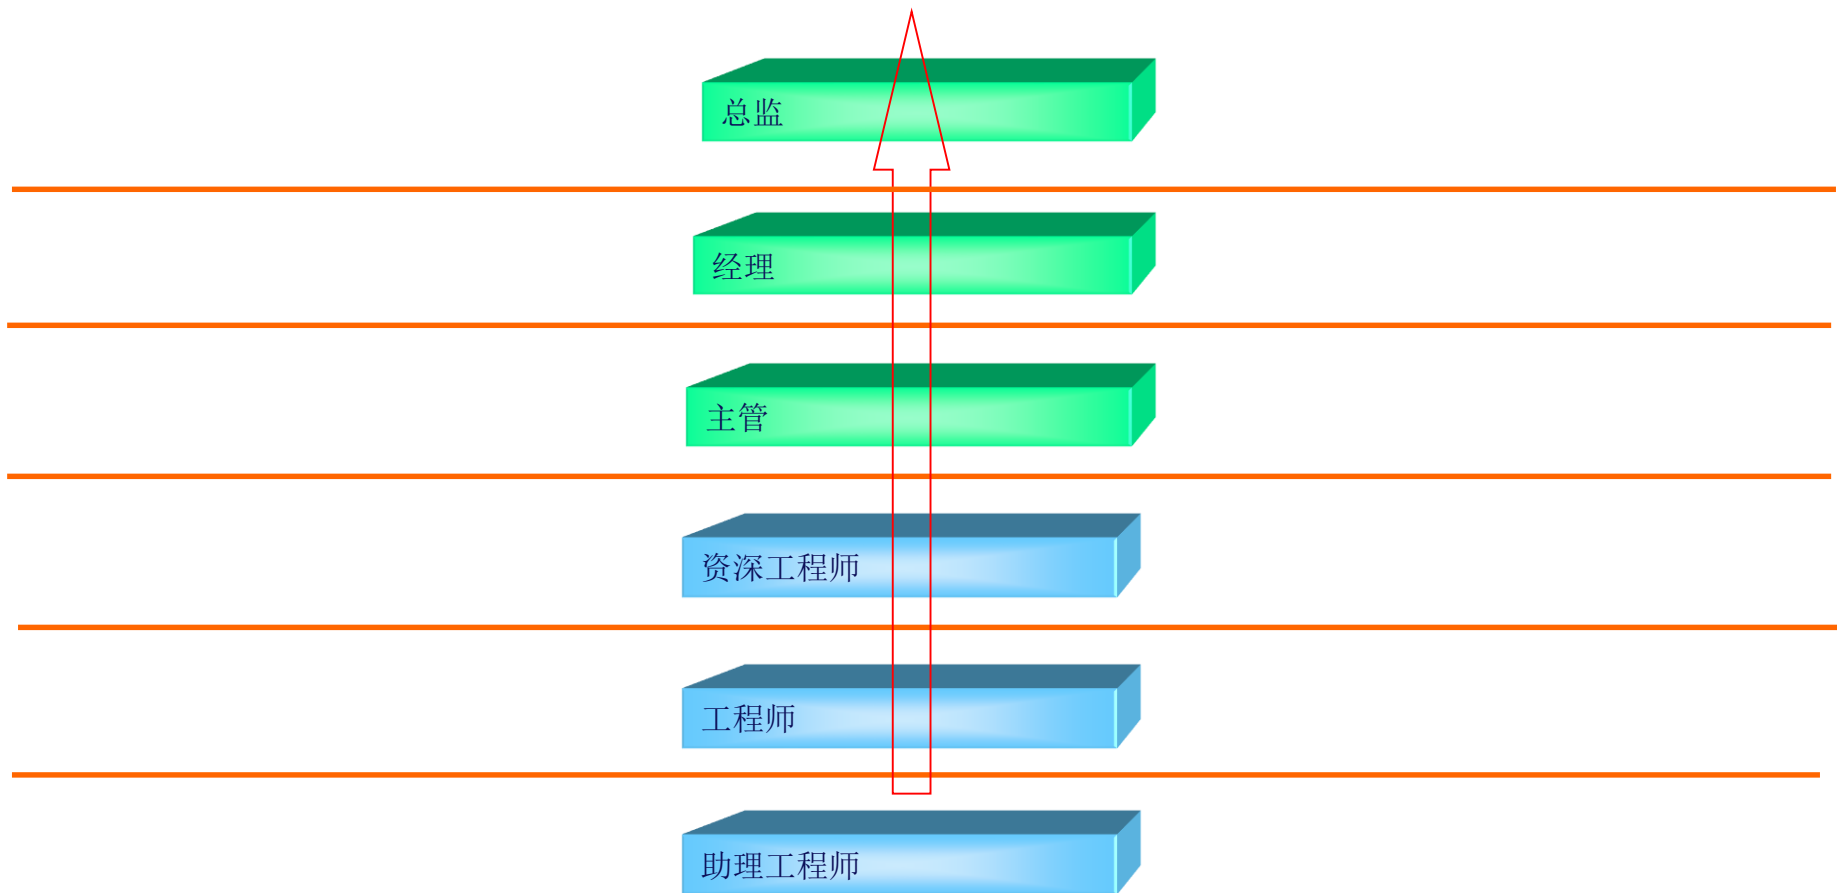 总监
经理
主管
资深工程师
工程师
助理工程师